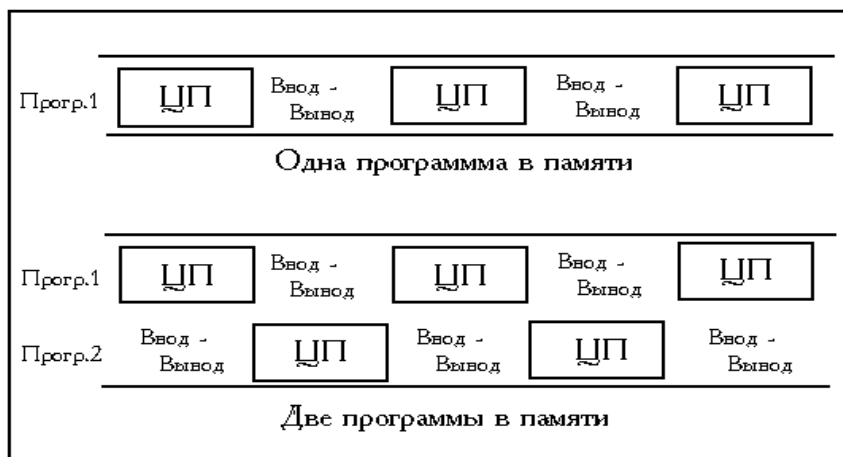 Прогр.1 ЦП Ввод - Вывод ЦП Ввод - Вывод ЦП
Одна программма в памяти
Прогр.1 ЦП Ввод - Вывод ЦП Ввод - Вывод ЦП
Прогр.2 Ввод - Вывод ЦП Ввод - Вывод ЦП Ввод - Вывод
Две программы в памяти